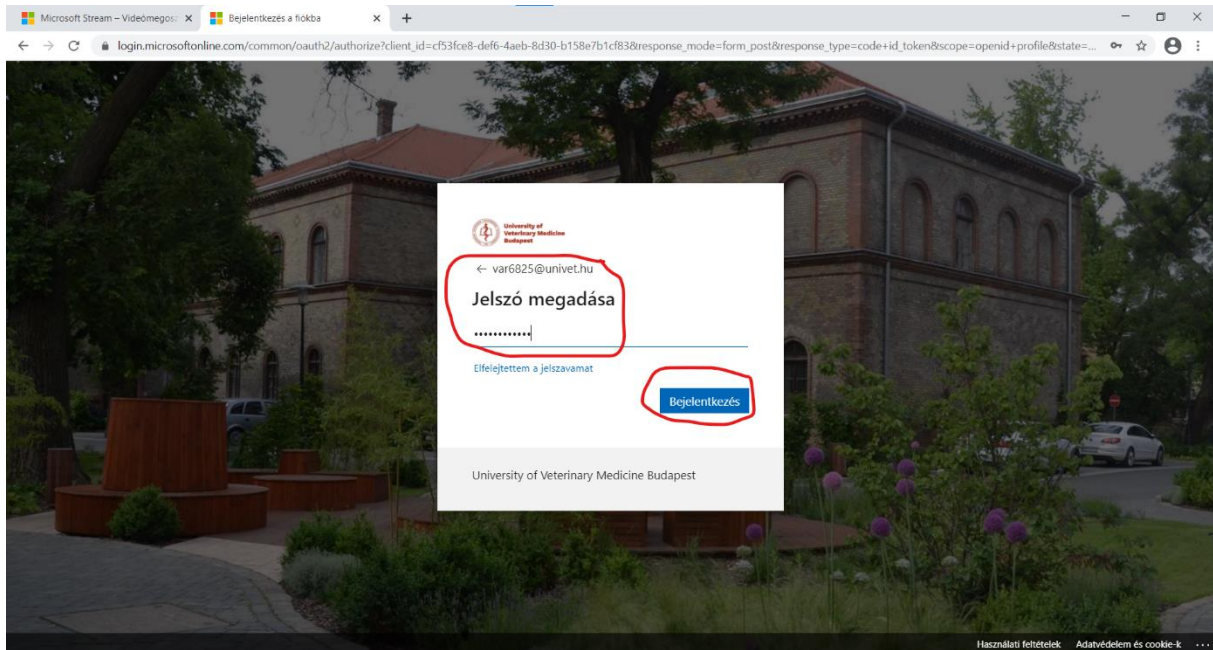 Microsoft Stream – Videómegos
Bejelentkezés a fiókba
login.microsoftonline.com/common/oauth2/authorize?client_id=cf53fce8-def6-4aeb-8d30-b158e7b1cf83&response_mode=form_post&response_type=code+id_token&scope=openid+profile&state=...
University of
Veterinary Medicine
Budapest
← var6825@univet.hu
Jelszó megadása
••••••••••••
Elfelejtettem a jelszavamat
Bejelentkezés
University of Veterinary Medicine Budapest
Használati feltételek Adatvédelem és cookie-k ...